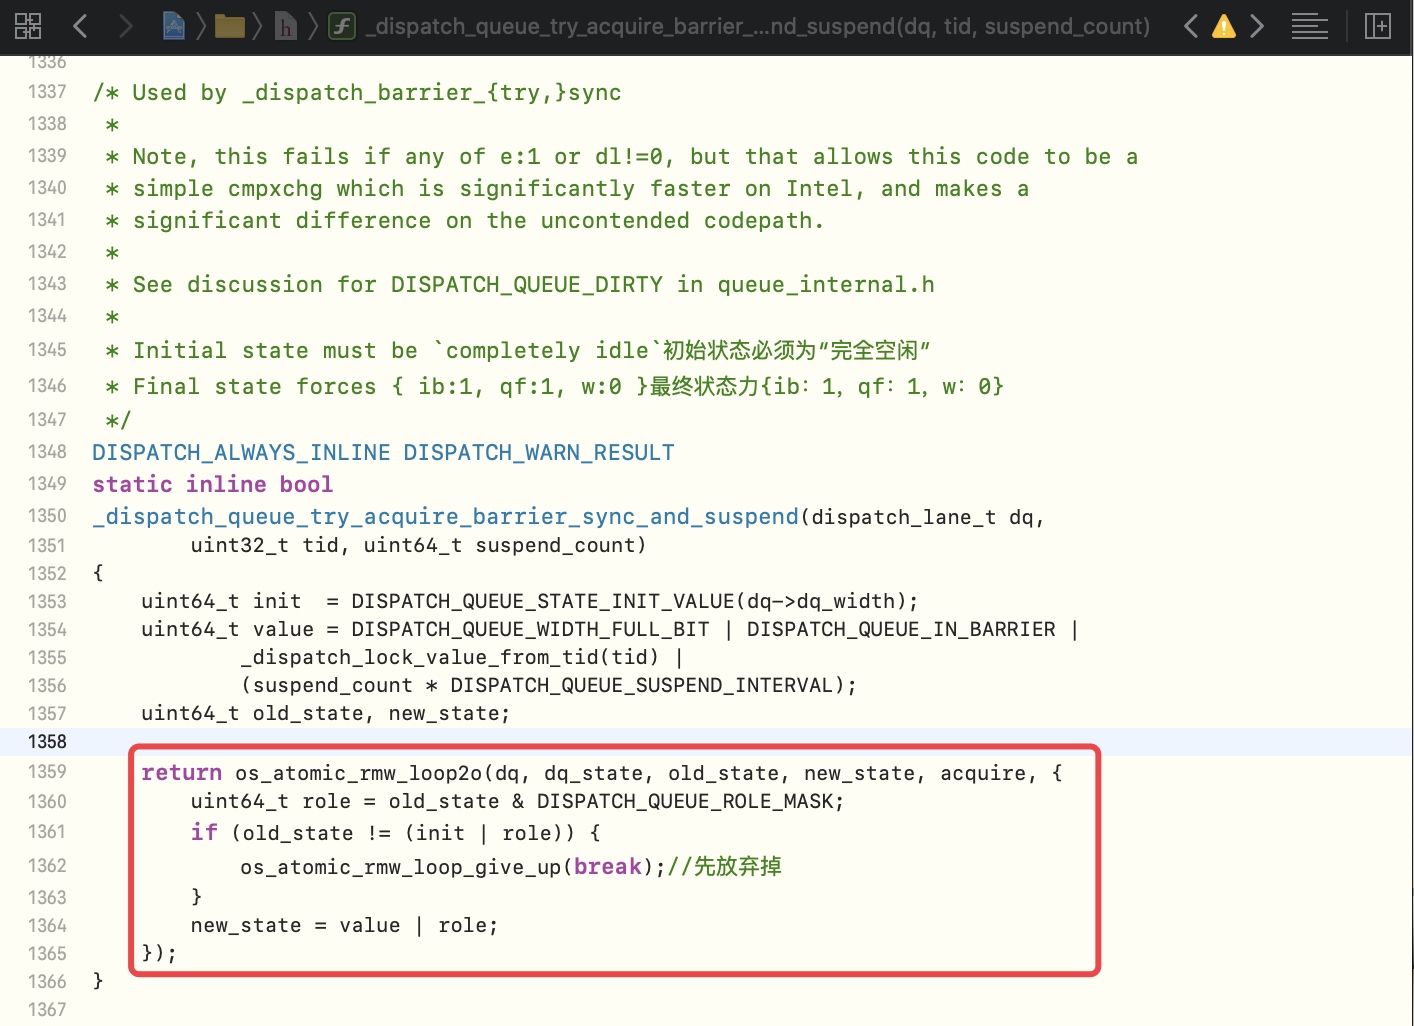 _dispatch_queue_try_acquire_barrier_...nd_suspend(dq, tid, suspend_count)
1336
1337 /* Used by _dispatch_barrier_{try,}sync
1338  *
1339  * Note, this fails if any of e:1 or dl!=0, but that allows this code to be a
1340  * simple cmpxchg which is significantly faster on Intel, and makes a
1341  * significant difference on the uncontended codepath.
1342  *
1343  * See discussion for DISPATCH_QUEUE_DIRTY in queue_internal.h
1344  *
1345  * Initial state must be `completely idle`初始状态必须为“完全空闲”
1346  * Final state forces { ib:1, qf:1, w:0 }最终状态力{ib: 1, qf: 1, w: 0}
1347  */
1348 DISPATCH_ALWAYS_INLINE DISPATCH_WARN_RESULT
1349 static inline bool
1350 _dispatch_queue_try_acquire_barrier_sync_and_suspend(dispatch_lane_t dq,
1351         uint32_t tid, uint64_t suspend_count)
1352 {
1353     uint64_t init  = DISPATCH_QUEUE_STATE_INIT_VALUE(dq->dq_width);
1354     uint64_t value = DISPATCH_QUEUE_WIDTH_FULL_BIT | DISPATCH_QUEUE_IN_BARRIER |
1355             _dispatch_lock_value_from_tid(tid) |
1356             (suspend_count * DISPATCH_QUEUE_SUSPEND_INTERVAL);
1357     uint64_t old_state, new_state;
1358
1359     return os_atomic_rmw_loop2o(dq, dq_state, old_state, new_state, acquire, {
1360         uint64_t role = old_state & DISPATCH_QUEUE_ROLE_MASK;
1361         if (old_state != (init | role)) {
1362             os_atomic_rmw_loop_give_up(break);//先放弃掉
1363         }
1364         new_state = value | role;
1365     });
1366 }
1367